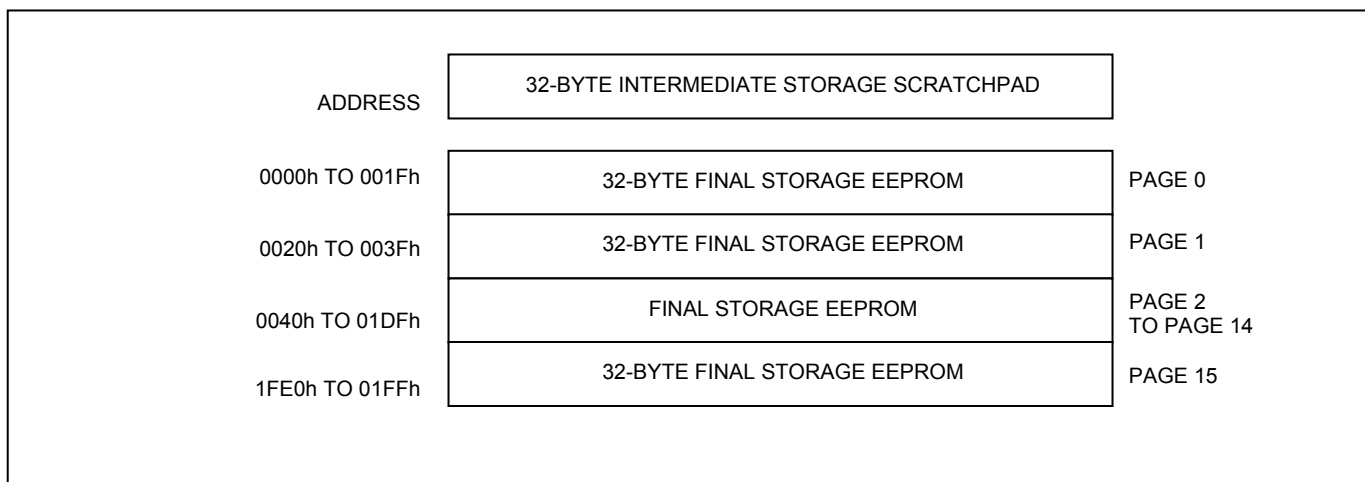 32-BYTE INTERMEDIATE STORAGE SCRATCHPAD
ADDRESS
0000h TO 001Fh
32-BYTE FINAL STORAGE EEPROM
PAGE 0
0020h TO 003Fh
32-BYTE FINAL STORAGE EEPROM
PAGE 1
0040h TO 01DFh
FINAL STORAGE EEPROM
PAGE 2
TO PAGE 14
1FE0h TO 01FFh
32-BYTE FINAL STORAGE EEPROM
PAGE 15